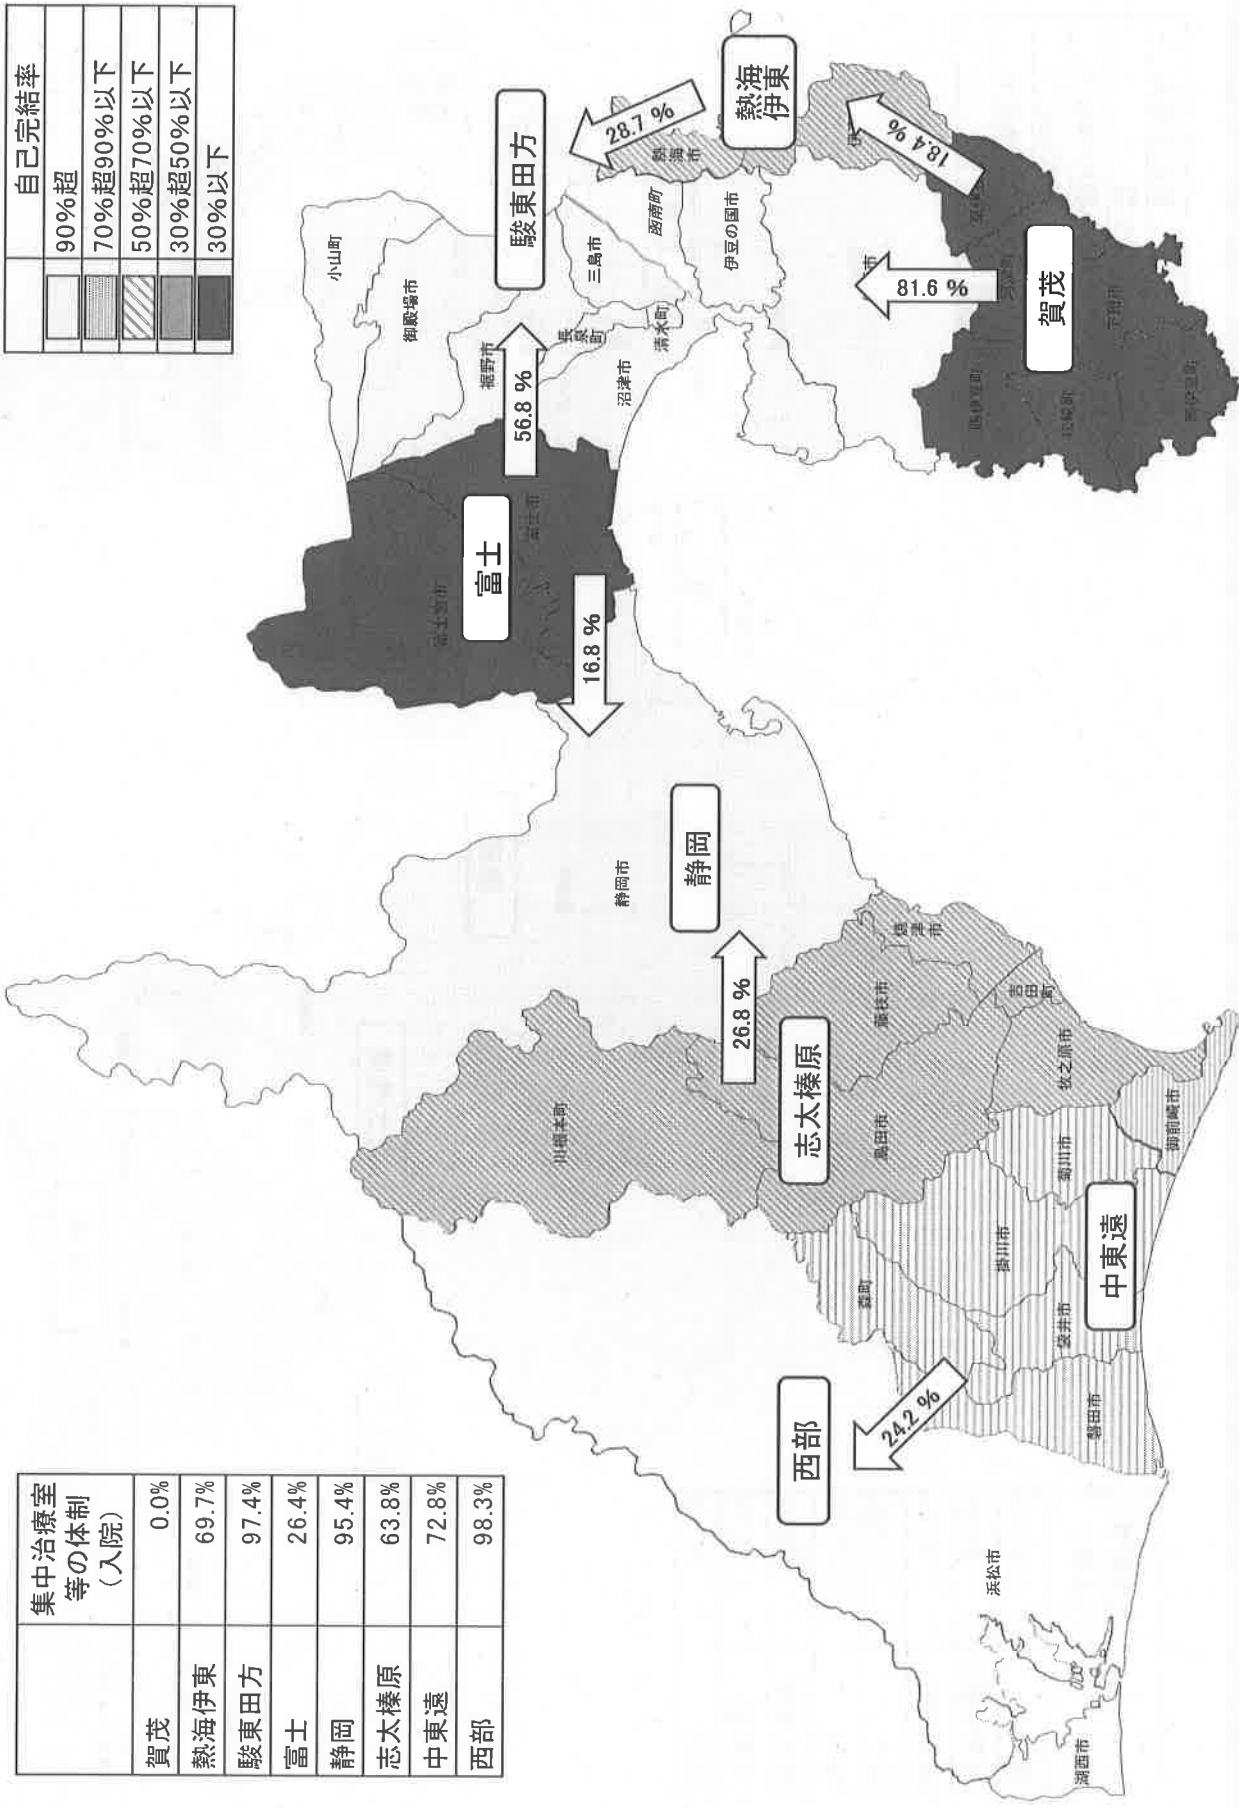 集中治療室
等の体制
（入院）
賀茂 0.0%
熱海伊東 69.7%
駿東田方 97.4%
富士 26.4%
静岡 95.4%
志太榛原 63.8%
中東遠 72.8%
西部 98.3%
自己完結率
90%超
70%超90%以下
50%超70%以下
30%超50%以下
30%以下
小山町
御殿場市
裾野市
駿東田方
三島市
長泉町
清水町
函南町
沼津市
伊豆の国市
熱海市
熱海
伊東
28.7 %
18.4 %
81.6 %
市
賀茂
西伊豆町
松崎町
下田市
南伊豆町
56.8 %
富士
富士宮市
富士市
16.8 %
静岡
静岡市
26.8 %
川根本町
志太榛原
藤枝市
焼津市
島田市
吉田町
牧之原市
御前崎市
菊川市
掛川市
森町
中東遠
袋井市
磐田市
24.2 %
西部
浜松市
湖西市